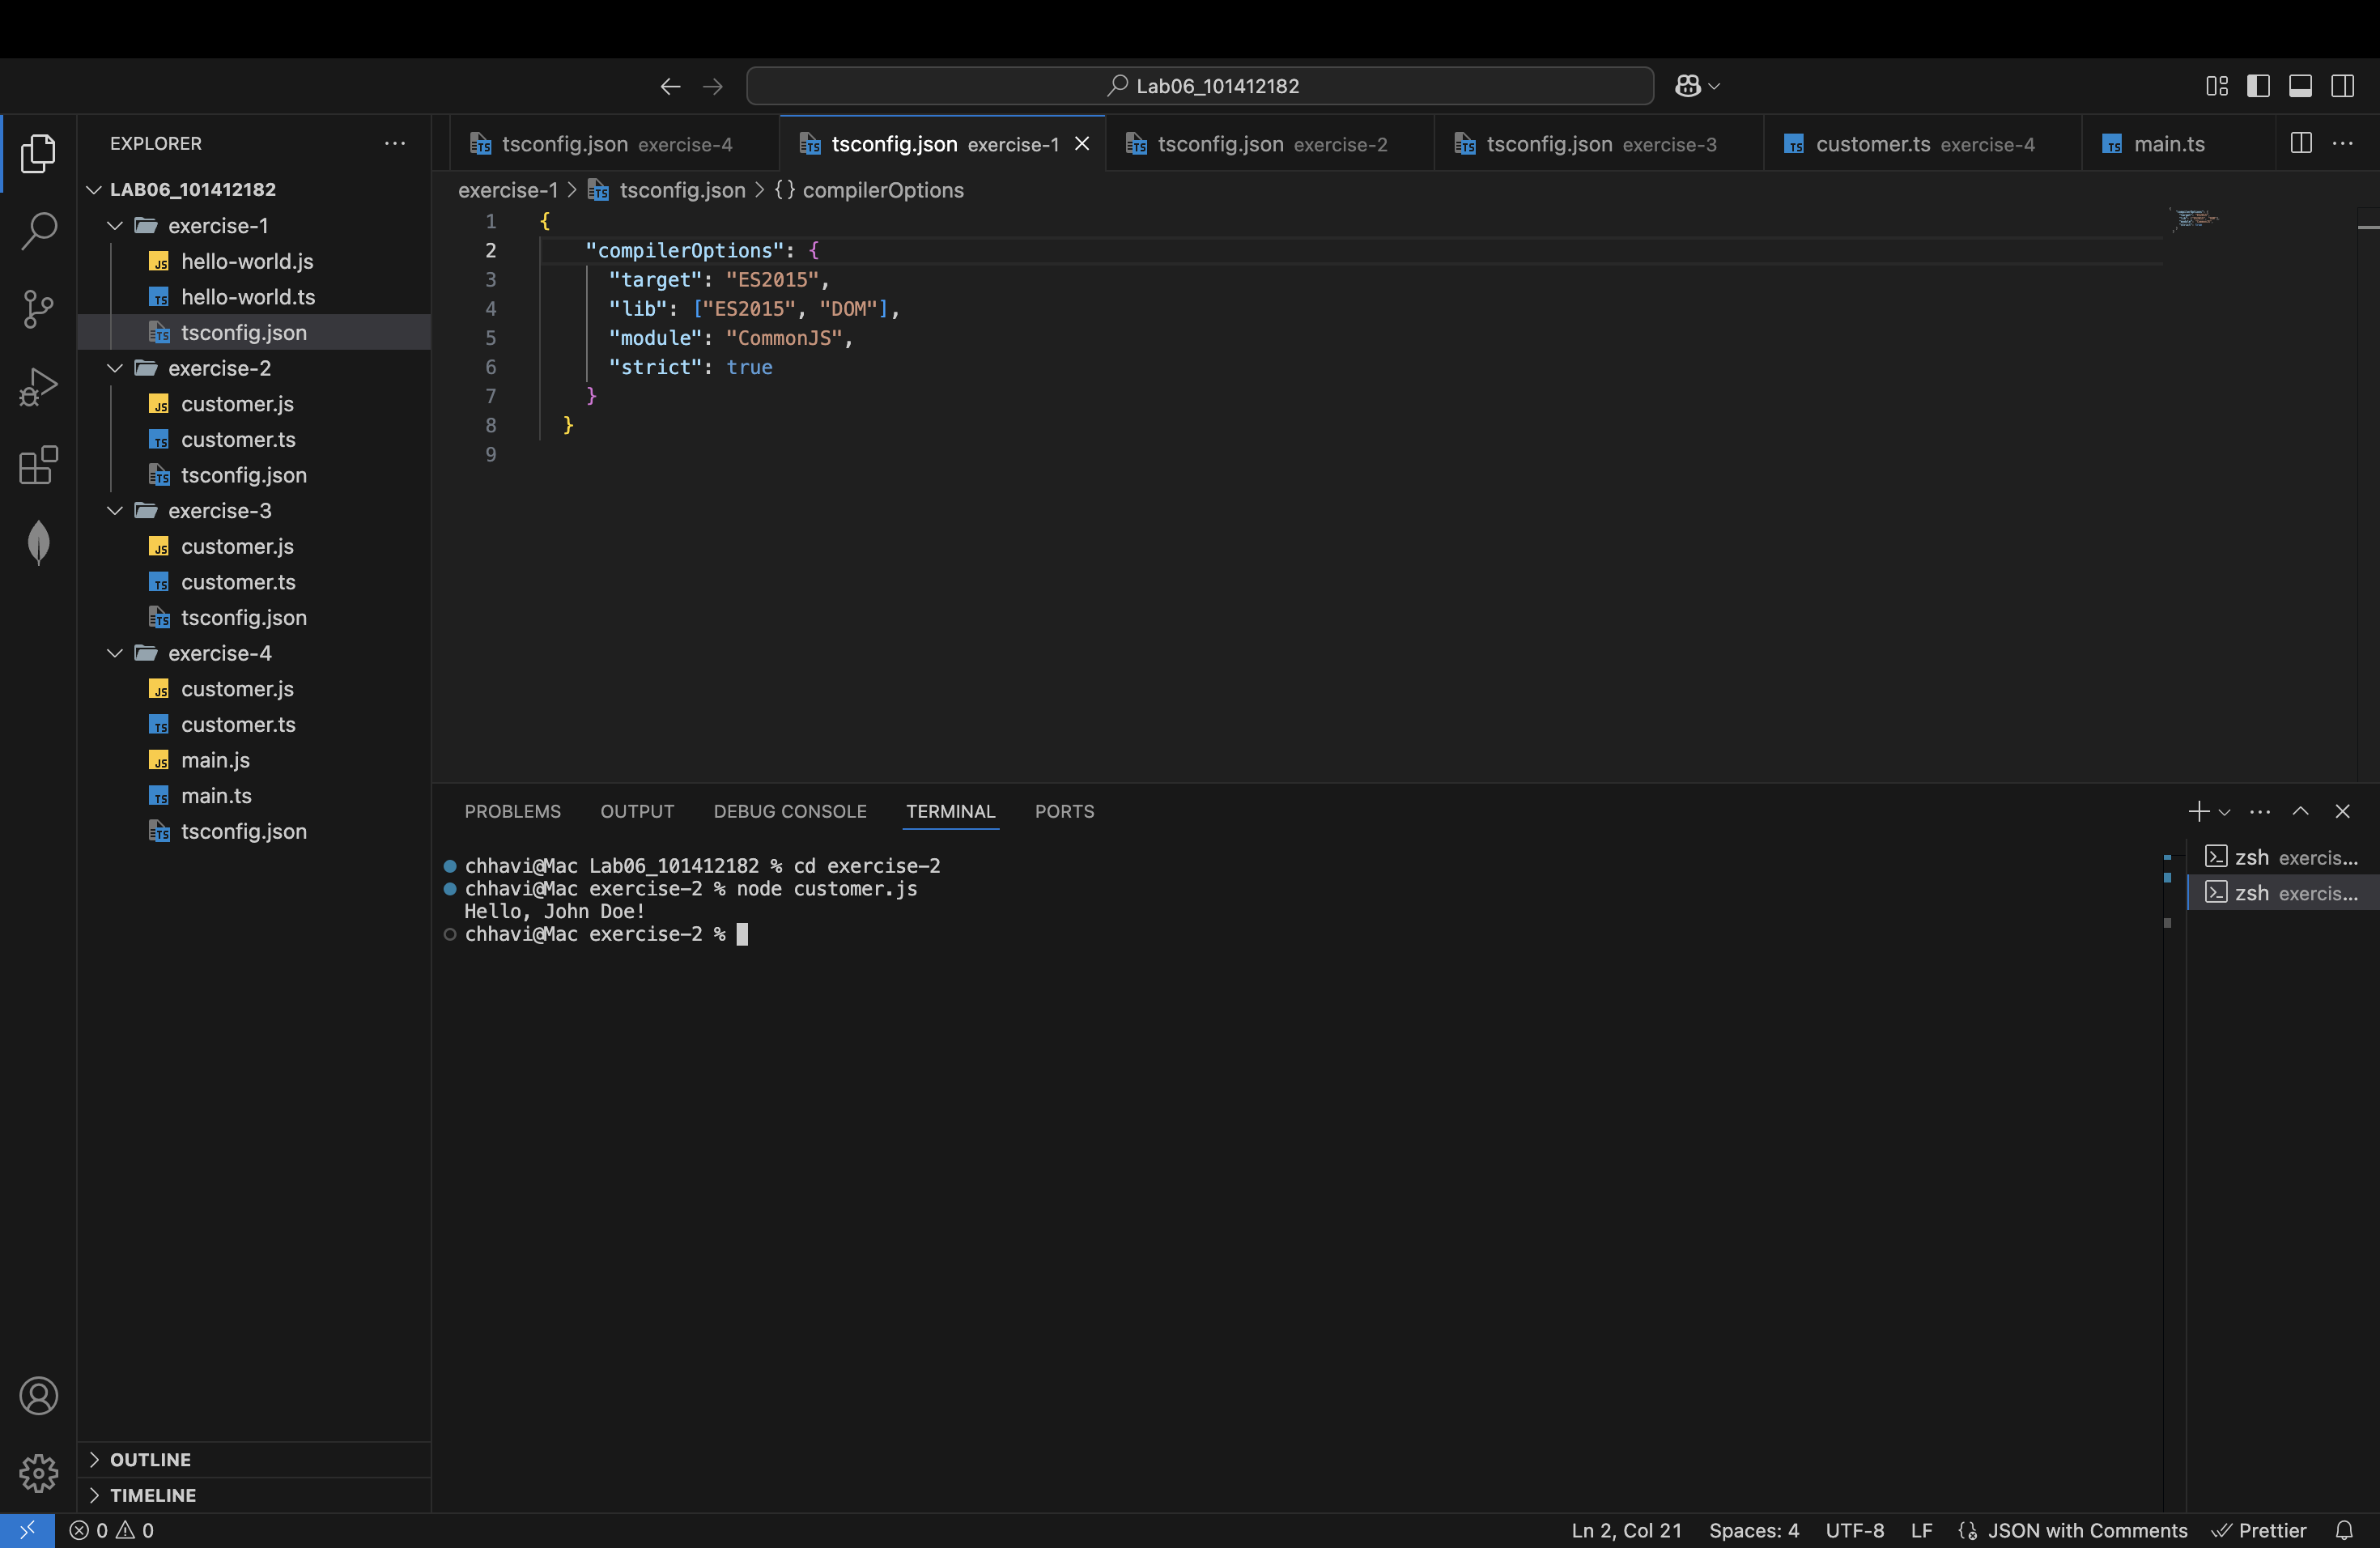 Lab06_101412182
EXPLORER
LAB06_101412182
exercise-1
hello-world.js
hello-world.ts
tsconfig.json
exercise-2
customer.js
customer.ts
tsconfig.json
exercise-3
customer.js
customer.ts
tsconfig.json
exercise-4
customer.js
customer.ts
main.js
main.ts
tsconfig.json
OUTLINE
TIMELINE
tsconfig.json exercise-4
tsconfig.json exercise-1
tsconfig.json exercise-2
tsconfig.json exercise-3
customer.ts exercise-4
main.ts
exercise-1 > tsconfig.json > {} compilerOptions
1 {
2 "compilerOptions": {
3 "target": "ES2015",
4 "lib": ["ES2015", "DOM"],
5 "module": "CommonJS",
6 "strict": true
7 }
8 }
9
PROBLEMS OUTPUT DEBUG CONSOLE TERMINAL PORTS
chhavi@Mac Lab06_101412182 % cd exercise-2
chhavi@Mac exercise-2 % node customer.js
Hello, John Doe!
chhavi@Mac exercise-2 %
zsh exercis...
zsh exercis...
0 0
Ln 2, Col 21 Spaces: 4 UTF-8 LF JSON with Comments Prettier